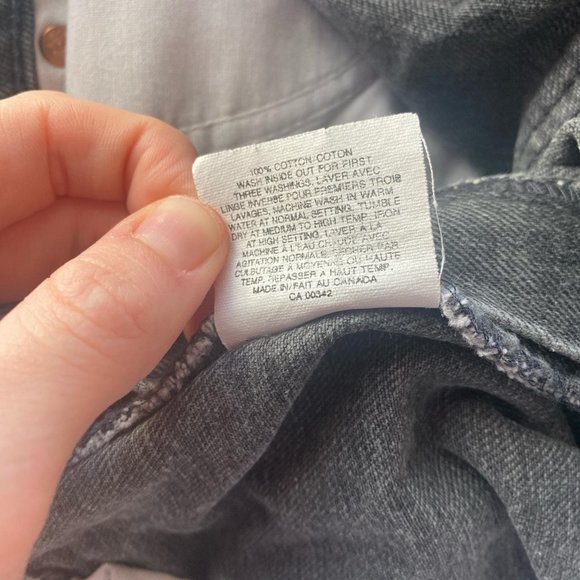 100% COTTON COTON
WASH INSIDE OUT FOR FIRST
THREE WASHINGS, LAVER AVEC
LINGE INVERSE POUR PREMIERS TROIS
LAVAGES, MACHINE WASH IN WARM
WATER AT NORMAL SETTING. TUMBLE
DRY AT MEDIUM TO HIGH TEMP. IRON
AT HIGH SETTING. LAVER A LA
MACHINE A L'EAU CHAUDE AVEC
AGITATION NORMALE. SECHER PAR
CULBUTAGE A MOYENNE OU HAUTE
TEMP. REPASSER A HAUT TEMP.
MADE IN/FAIT AU CANADA
CA 00342